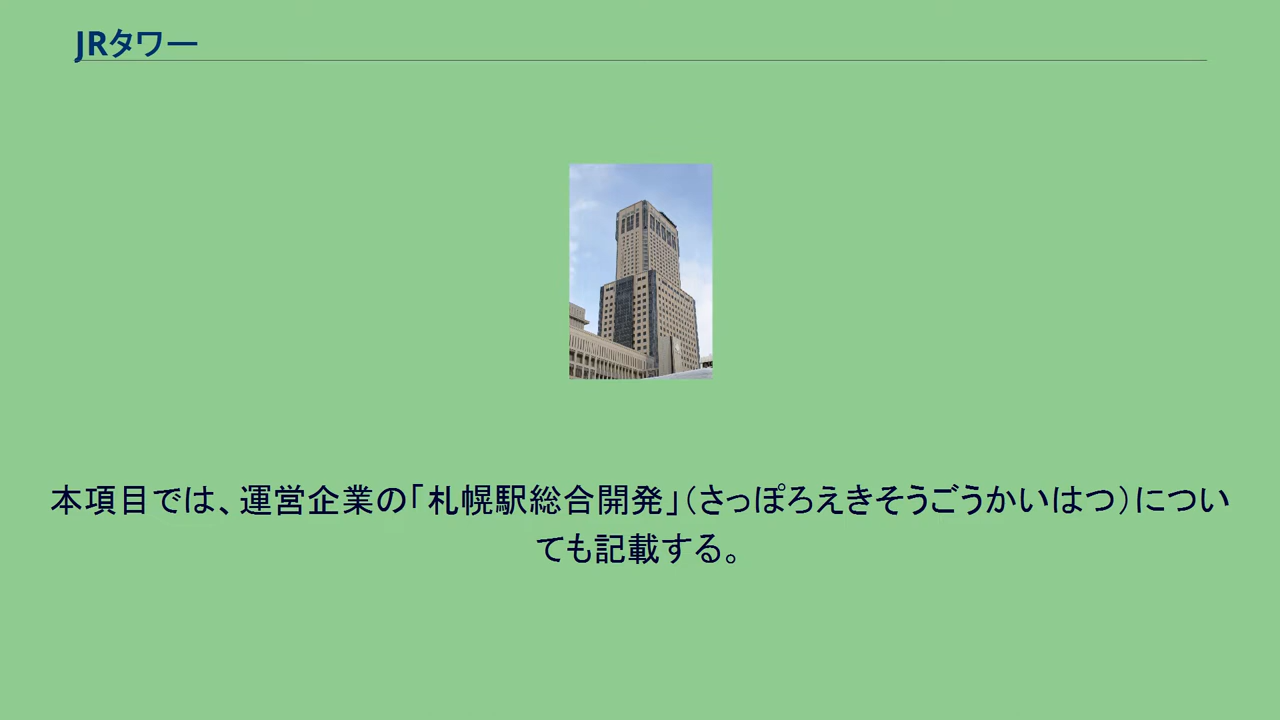 JRタワー
本項目では、運営企業の「札幌駅総合開発」(さっぽろえきそうごうかいはつ)につい
ても記載する。